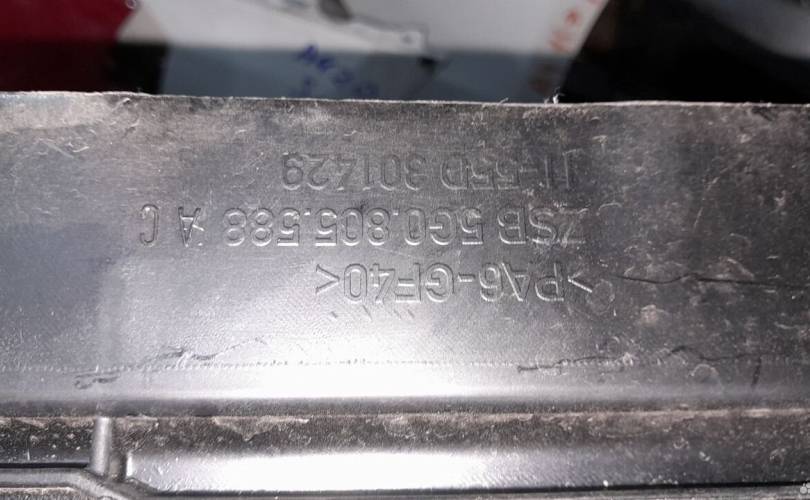 >PA6-GF40<
ZSB 5G0.805.588 A C
11-55D 301429